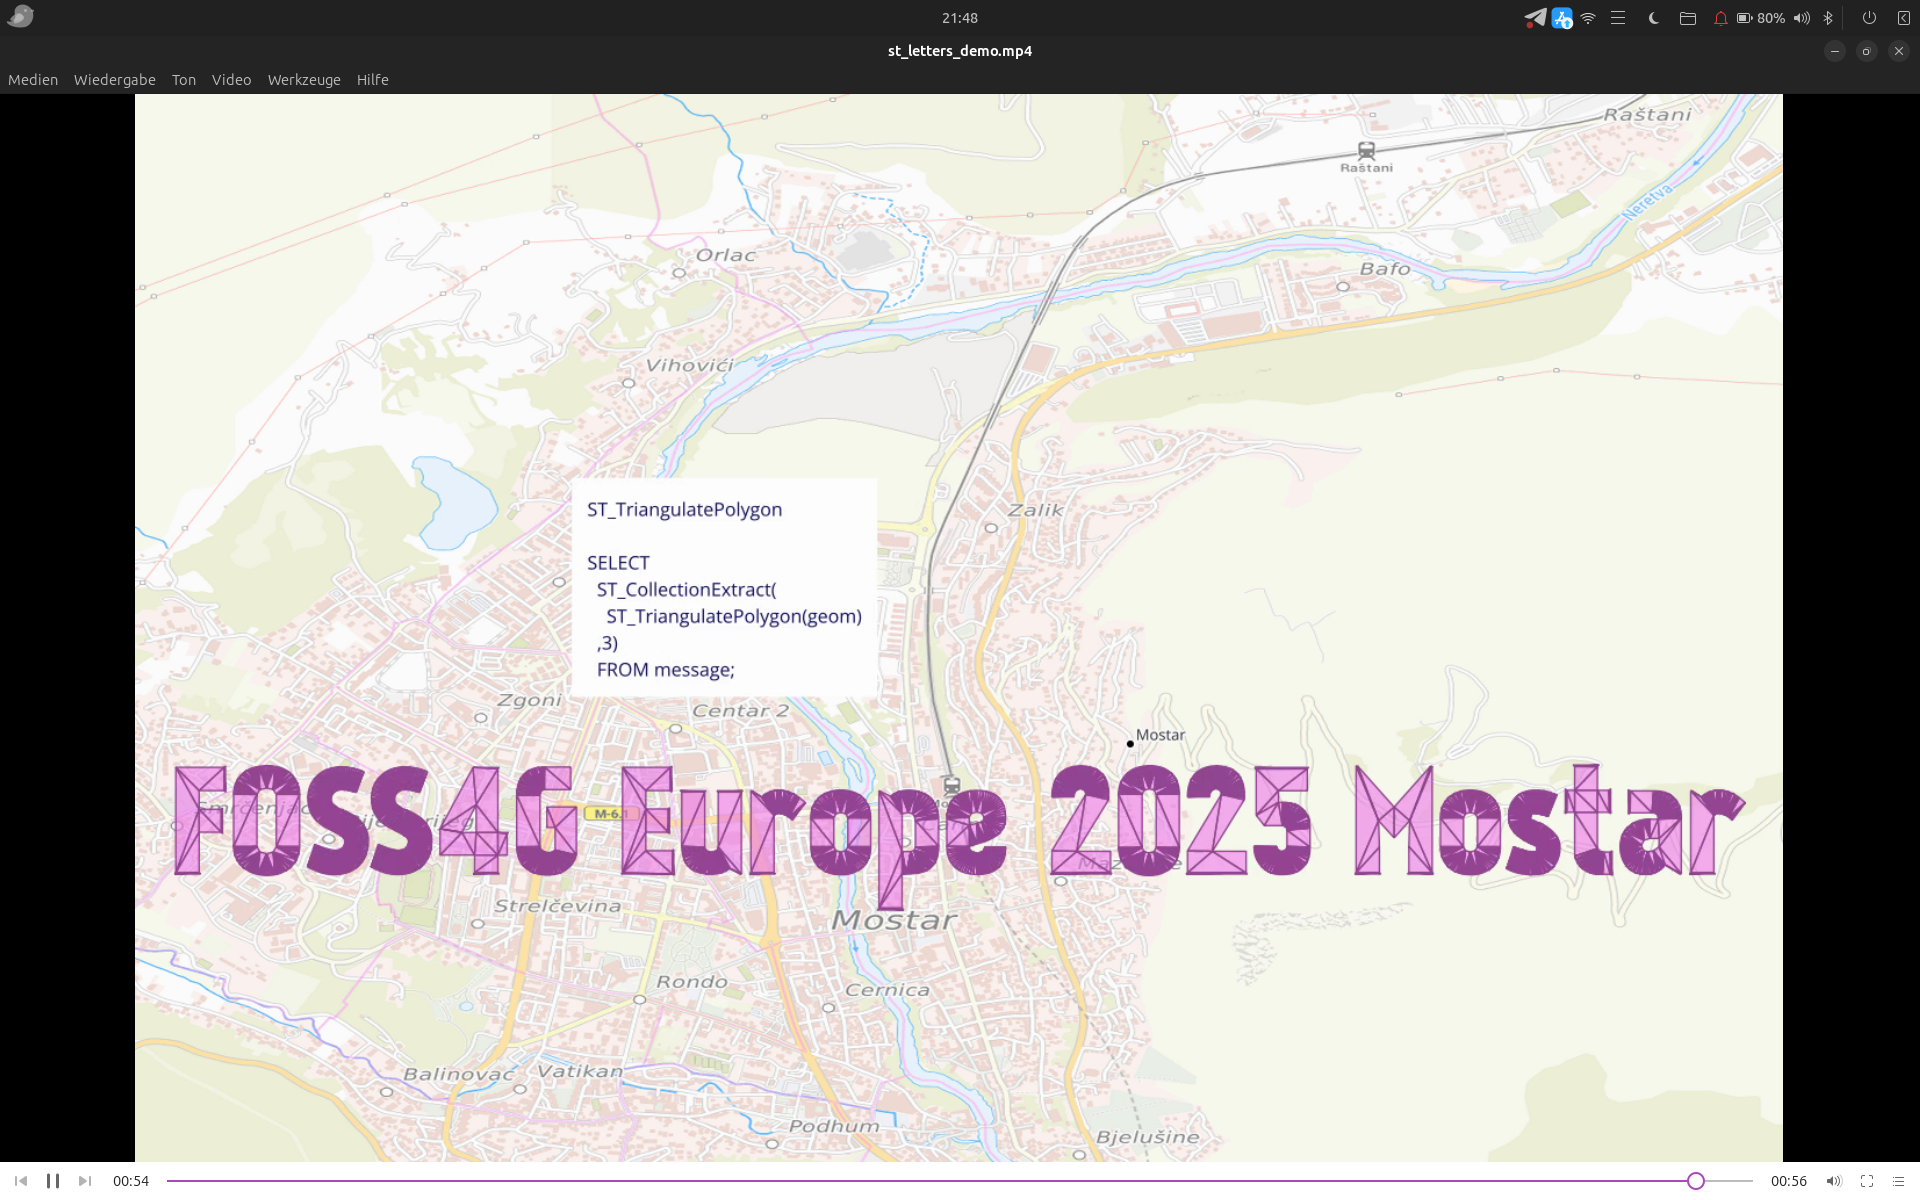 21:48
80%
st_letters_demo.mp4
Medien Wiedergabe Ton Video Werkzeuge Hilfe
Raštani
Raštani
Neretva
Orlac
Bafo
Vihovići
ST_TriangulatePolygon
SELECT
ST_CollectionExtract(
ST_TriangulatePolygon(geom)
,3)
FROM message;
Zalik
Zgoni
Centar 2
Mostar
FOSS4G Europe 2025 Mostar
M-6.1
Strelčevina
Mostar
Rondo
Cernica
Balinovac
Vatikan
Podhum
Bjelušine
00:54
00:56